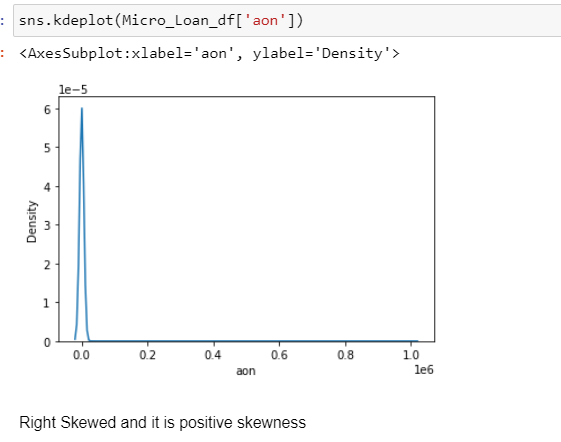 : sns.kdeplot(Micro_Loan_df['aon'])
: <AxesSubplot:xlabel='aon', ylabel='Density'>
1e−5
6
5
4
3
2
1
0
Density
0.0 0.2 0.4 0.6 0.8 1.0
aon 1e6
Right Skewed and it is positive skewness